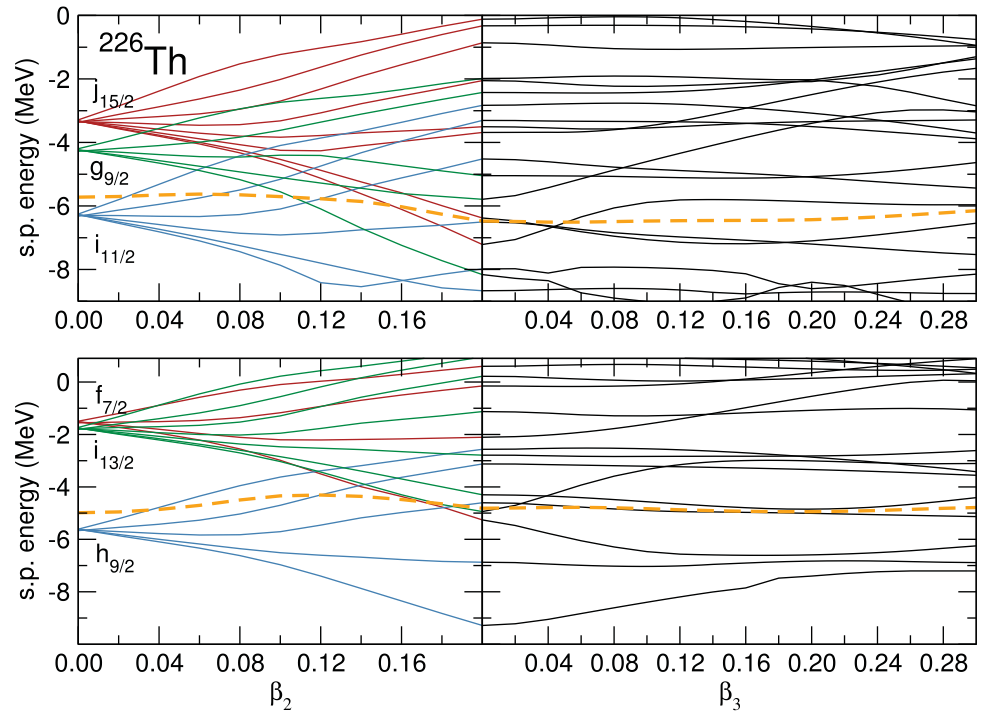 226Th
s.p. energy (MeV)
0
-2
-4
-6
-8
j15/2
g9/2
i11/2
0.00 0.04 0.08 0.12 0.16 0.04 0.08 0.12 0.16 0.20 0.24 0.28
s.p. energy (MeV)
0
-2
-4
-6
-8
f7/2
i13/2
h9/2
0.00 0.04 0.08 0.12 0.16 0.04 0.08 0.12 0.16 0.20 0.24 0.28
β2 β3